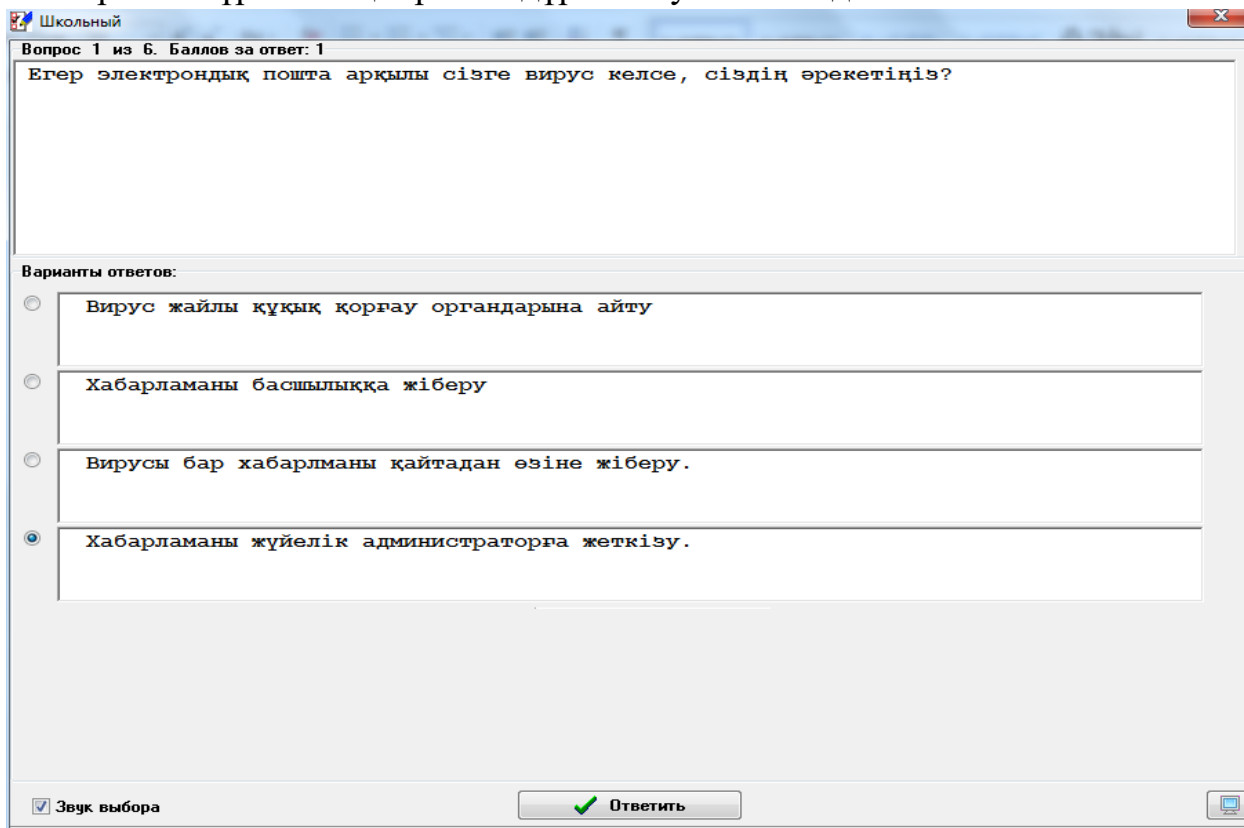 Школьный
Вопрос 1 из 6. Баллов за ответ: 1
Егер электрондық пошта арқылы сізге вирус келсе, сіздің әрекетіңіз?
Варианты ответов:
Вирус жайлы құқық қорғау органдарына айту
Хабарламаны басшылыққа жіберу
Вирусы бар хабарлманы қайтадан өзіне жіберу.
Хабарламаны жүйелік администраторға жеткізу.
Звук выбора
Ответить